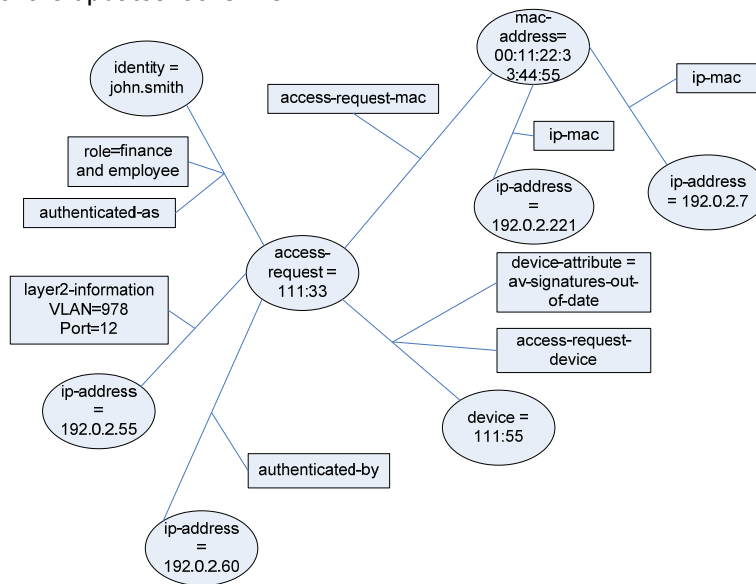 mac-
address=
00:11:22:3
3:44:55
identity =
john.smith
access-request-mac
ip-mac
ip-mac
role=finance
and employee
authenticated-as
ip-address
=
192.0.2.221
ip-address
= 192.0.2.7
access-
request =
111:33
device-attribute =
av-signatures-out-
of-date
layer2-information
VLAN=978
Port=12
access-request-
device
ip-address
=
192.0.2.55
device =
111:55
authenticated-by
ip-address
=
192.0.2.60